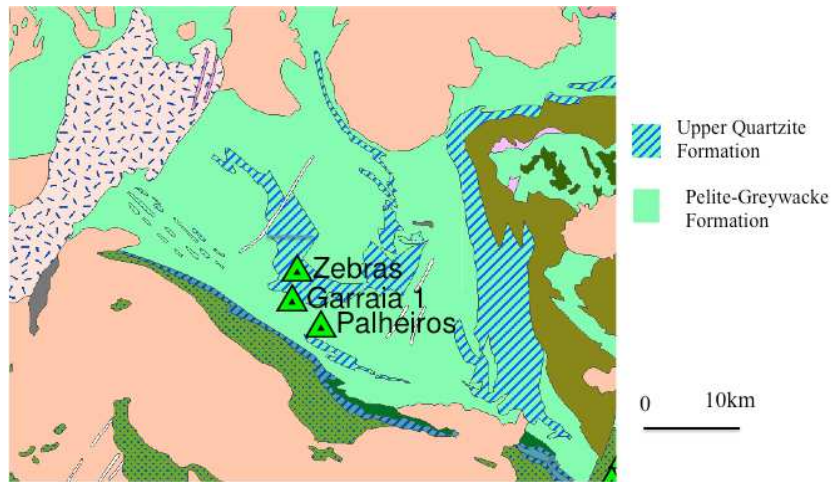 Zebras
Garraia 1
Palheiros
Upper Quartzite
Formation
Pelite-Greywacke
Formation
0 10km